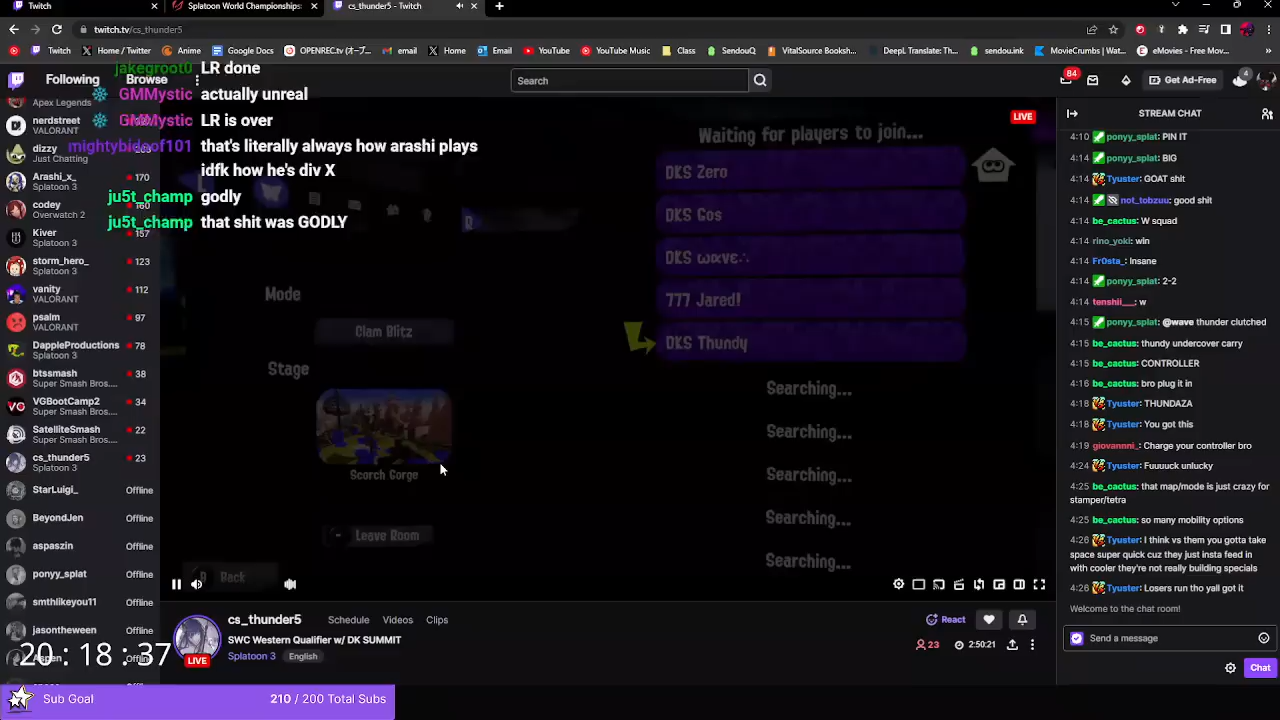 Twitch
Splatoon World Championships
cs_thunder5 - Twitch
twitch.tv/cs_thunder5
Twitch
Home / Twitter
Anime
Google Docs
OPENREC.tv (オープ...
email
Home
Email
YouTube
YouTube Music
Class
SendouQ
VitalSource Booksh...
DeepL Translate: Th...
sendouLink
MovieCrumbs | Wat...
eMovies - Free Mov...
Following
Browse
Search
84
Get Ad-Free
4
jakegroot0 LR done
GMMystic actually unreal
GMMystic LR is over
mightybidoof101 that's literally always how arashi plays
idfk how he's div X
ju5t_champ godly
ju5t_champ that shit was GODLY
Apex Legends
nerdstreet
VALORANT
dizzy
Just Chatting
Arashi_x_ 170
Splatoon 3
codey 160
Overwatch 2
Kiver 157
Splatoon 3
storm_hero_ 123
Splatoon 3
vanity 112
VALORANT
psalm 97
VALORANT
DappleProductions 78
Splatoon 3
btssmash 38
Super Smash Bros....
VGBootCamp2 34
Super Smash Bros....
SatelliteSmash 22
Super Smash Bros....
cs_thunder5 23
Splatoon 3
StarLuigi_ Offline
BeyondJen Offline
aspaszin Offline
ponyy_splat Offline
smthlikeyou11 Offline
jasontheween Offline
Offline
20:18:37
Sub Goal 210 / 200 Total Subs
LIVE
Waiting for players to join...
DKS Zero
DKS Gos
DKS ωανε∴
777 Jared!
DKS Thundy
Searching...
Searching...
Searching...
Searching...
Searching...
Mode
Clam Blitz
Stage
Scorch Gorge
Leave Room
Back
cs_thunder5
Schedule
Videos
Clips
SWC Western Qualifier w/ DK SUMMIT
Splatoon 3
English
LIVE
React
23
2:50:21
STREAM CHAT
4:10 ponyy_splat: PIN IT
4:14 ponyy_splat: BIG
4:14 Tyuster: GOAT shit
4:14 not_tobzuu: good shit
4:14 be_cactus: W squad
4:14 rino_yoki: win
4:14 Fr0sta_: Insane
4:14 ponyy_splat: 2-2
4:14 tenshii__: w
4:15 ponyy_splat: @wave thunder clutched
4:15 be_cactus: thundy undercover carry
4:15 be_cactus: CONTROLLER
4:16 be_cactus: bro plug it in
4:18 Tyuster: THUNDAZA
4:18 Tyuster: You got this
4:19 giovannni_: Charge your controller bro
4:24 Tyuster: Fuuuuck unlucky
4:25 be_cactus: that map/mode is just crazy for
stamper/tetra
4:25 be_cactus: so many mobility options
4:26 Tyuster: I think vs them you gotta take
space super quick cuz they just insta feed in
with cooler they're not really building specials
4:26 Tyuster: Losers run tho yall got it
Welcome to the chat room!
Send a message
Chat